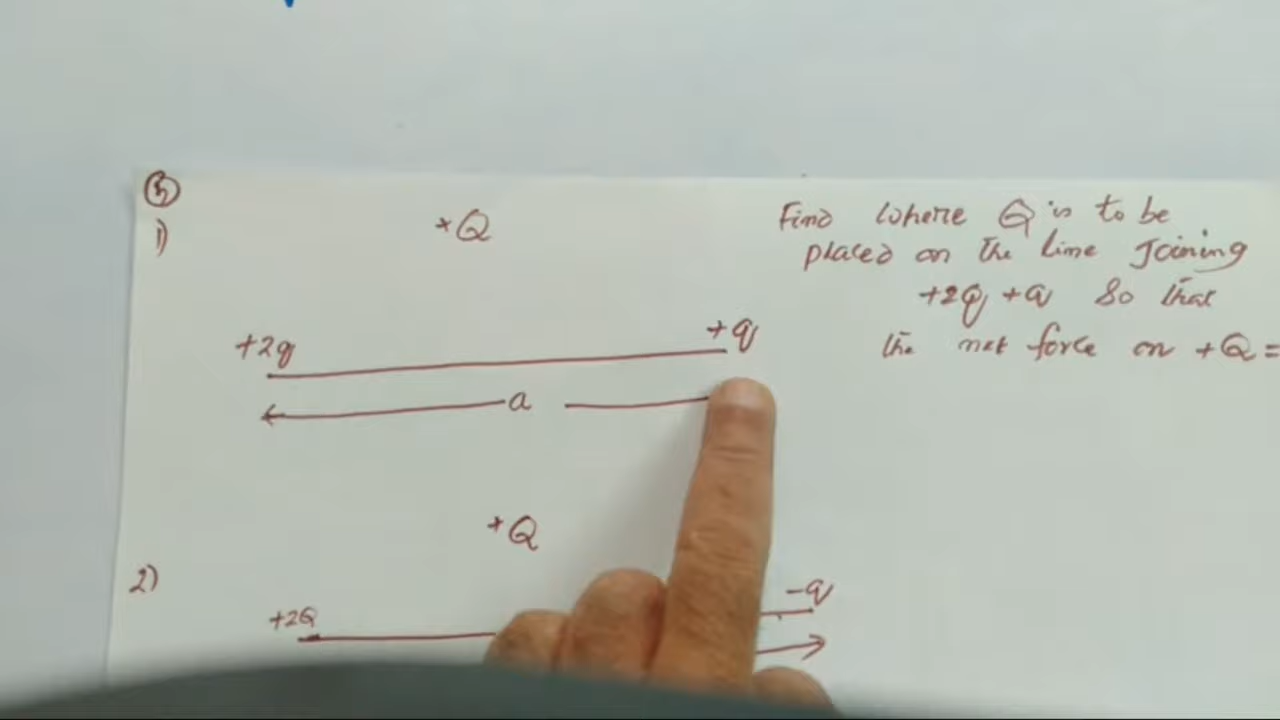 5
1)
+Q
Find where Q is to be
placed on the line Joining
+2q, +q So that
the net force on +Q =
+2q
+q
a
+Q
2)
+2Q
-q